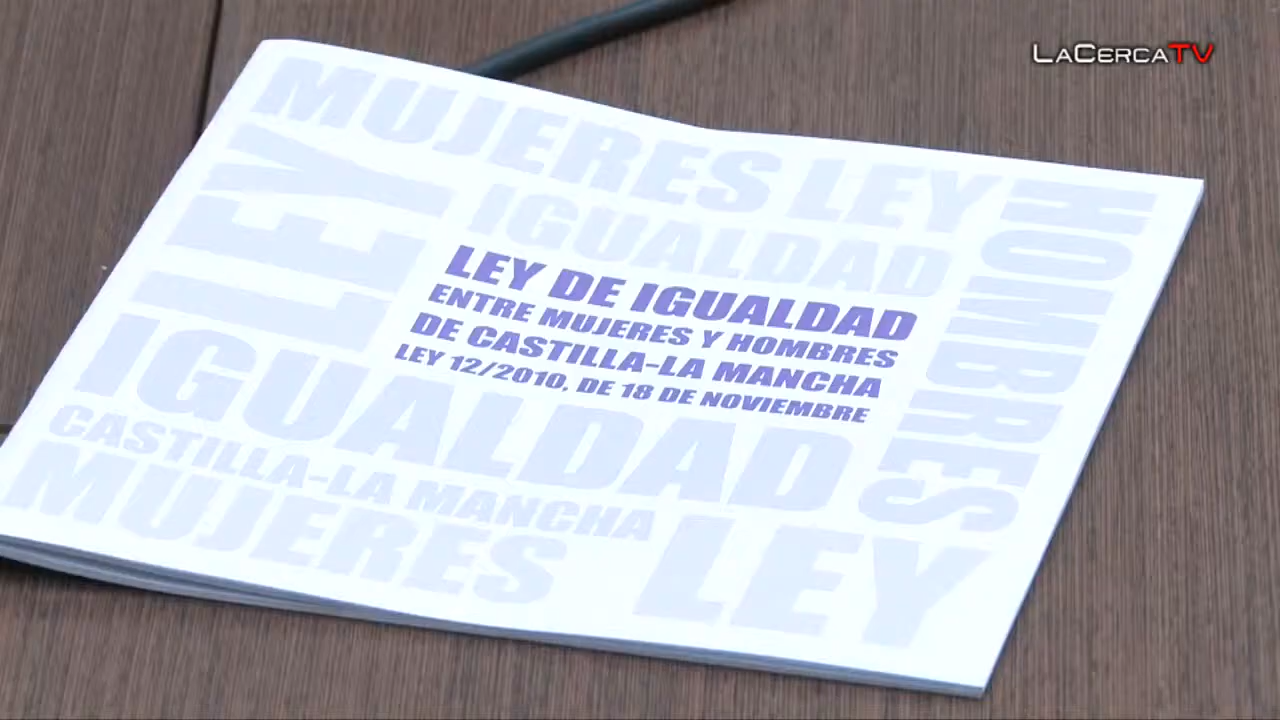 LACERCATV
MUJERES LEY
HOMBRES
LEY
IGUALDAD
LEY DE IGUALDAD
ENTRE MUJERES Y HOMBRES
DE CASTILLA-LA MANCHA
LEY 12/2010, DE 18 DE NOVIEMBRE
IGUALDAD
CASTILLA-LA MANCHA
MUJERES LEY